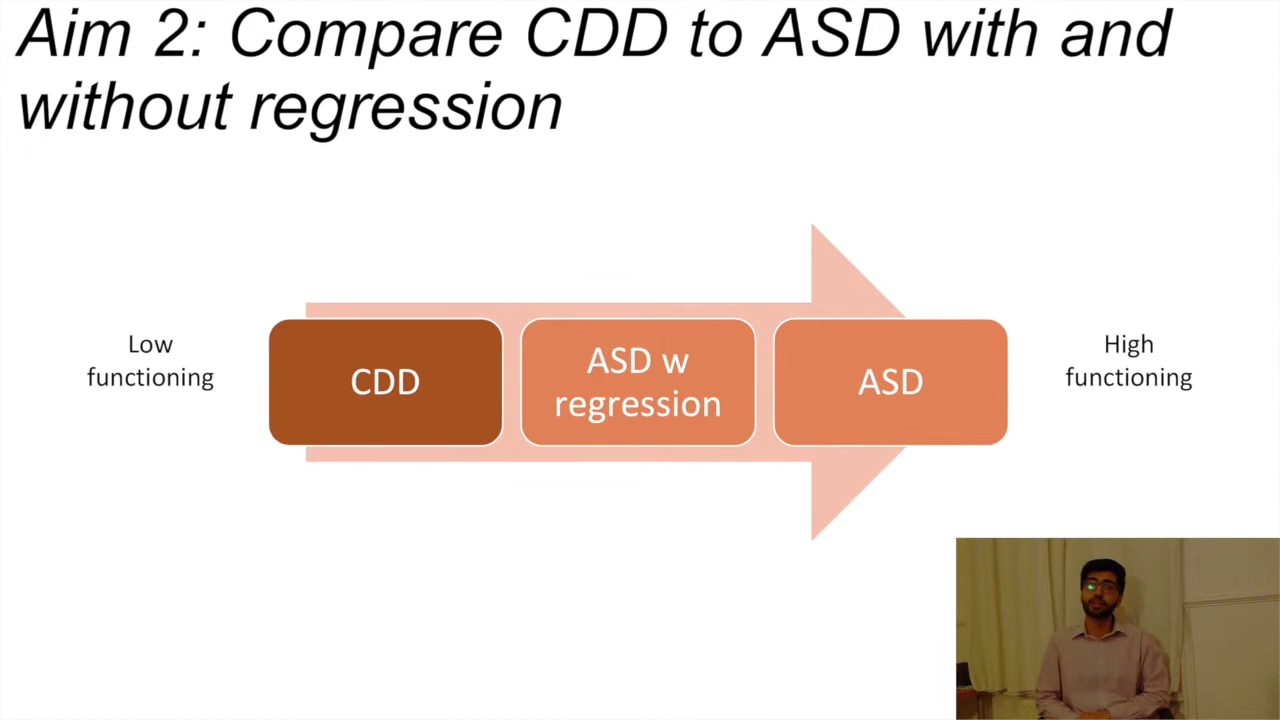 Aim 2: Compare CDD to ASD with and
without regression
Low
functioning
CDD
ASD w
regression
ASD
High
functioning